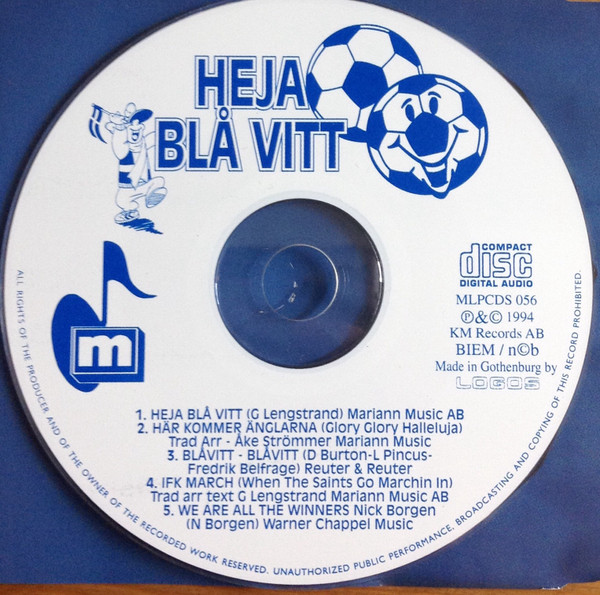 HEJA
BLÅ VITT
m
COMPACT
disc
DIGITAL AUDIO
MLPCDS 056
℗&© 1994
KM Records AB
BIEM / n©b
Made in Gothenburg by
LOGOS
1. HEJA BLÅ VITT (G Lengstrand) Mariann Music AB
2. HÄR KOMMER ÄNGLARNA (Glory Glory Halleluja)
Trad Arr - Åke Strömmer Mariann Music
3. BLÅVITT - BLÅVITT (D Burton-L Pincus-
Fredrik Belfrage) Reuter & Reuter
4. IFK MARCH (When The Saints Go Marchin In)
Trad arr text G Lengstrand Mariann Music AB
5. WE ARE ALL THE WINNERS Nick Borgen
(N Borgen) Warner Chappel Music
ALL RIGHTS OF THE PRODUCER AND OF THE OWNER OF THE RECORDED WORK RESERVED. UNAUTHORIZED PUBLIC PERFORMANCE, BROADCASTING AND COPYING OF THIS RECORD PROHIBITED.